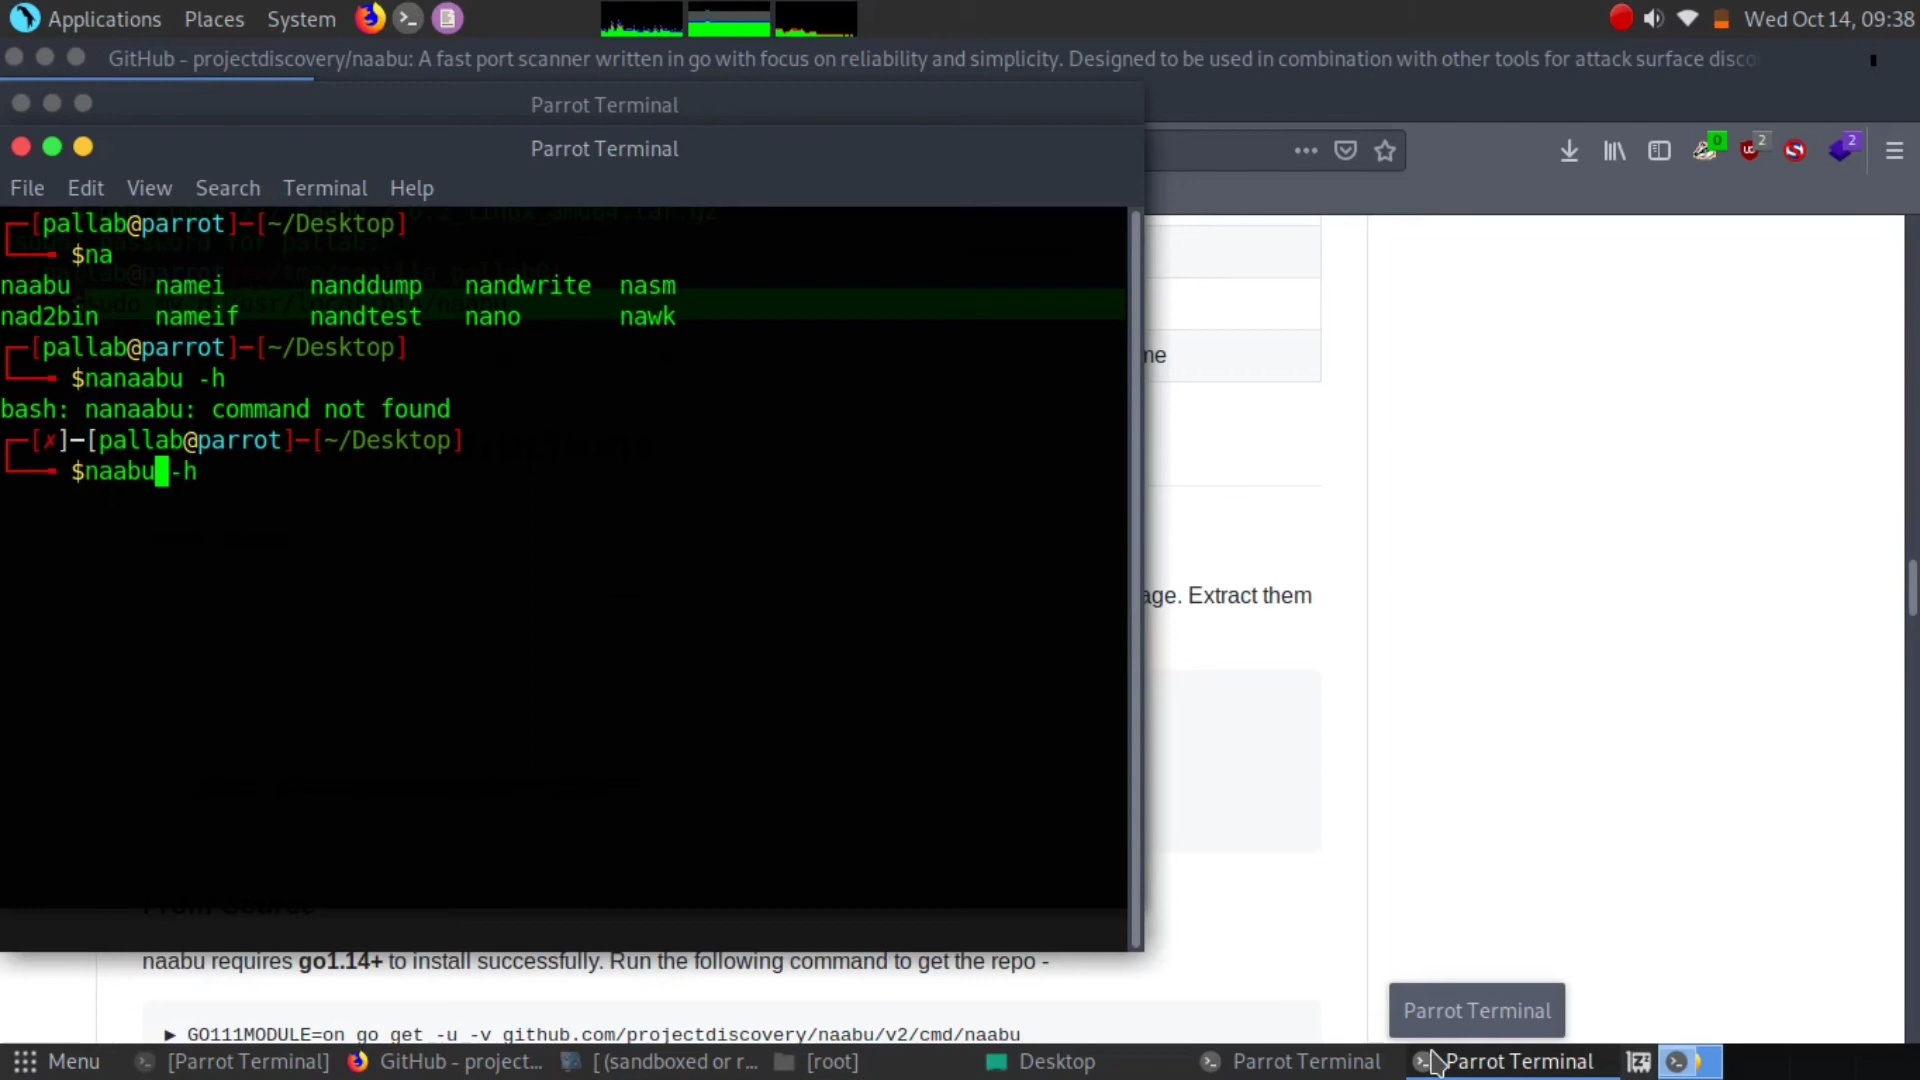 Applications Places System Wed Oct 14, 09:38
GitHub - projectdiscovery/naabu: A fast port scanner written in go with focus on reliability and simplicity. Designed to be used in combination with other tools for attack surface disco
Parrot Terminal
Parrot Terminal
0 2 2
File Edit View Search Terminal Help
┌─[pallab@parrot]─[~/Desktop]
└──╼ $na
naabu namei nanddump nandwrite nasm
nad2bin nameif nandtest nano nawk
┌─[pallab@parrot]─[~/Desktop]
└──╼ $nanaabu -h
bash: nanaabu: command not found
┌─[✗]─[pallab@parrot]─[~/Desktop]
└──╼ $naabu -h
me
age. Extract them
From Source
naabu requires go1.14+ to install successfully. Run the following command to get the repo -
▶ GO111MODULE=on go get -u -v github.com/projectdiscovery/naabu/v2/cmd/naabu
Parrot Terminal
Menu [Parrot Terminal] GitHub - project... [ (sandboxed or r... [root] Desktop Parrot Terminal Parrot Terminal